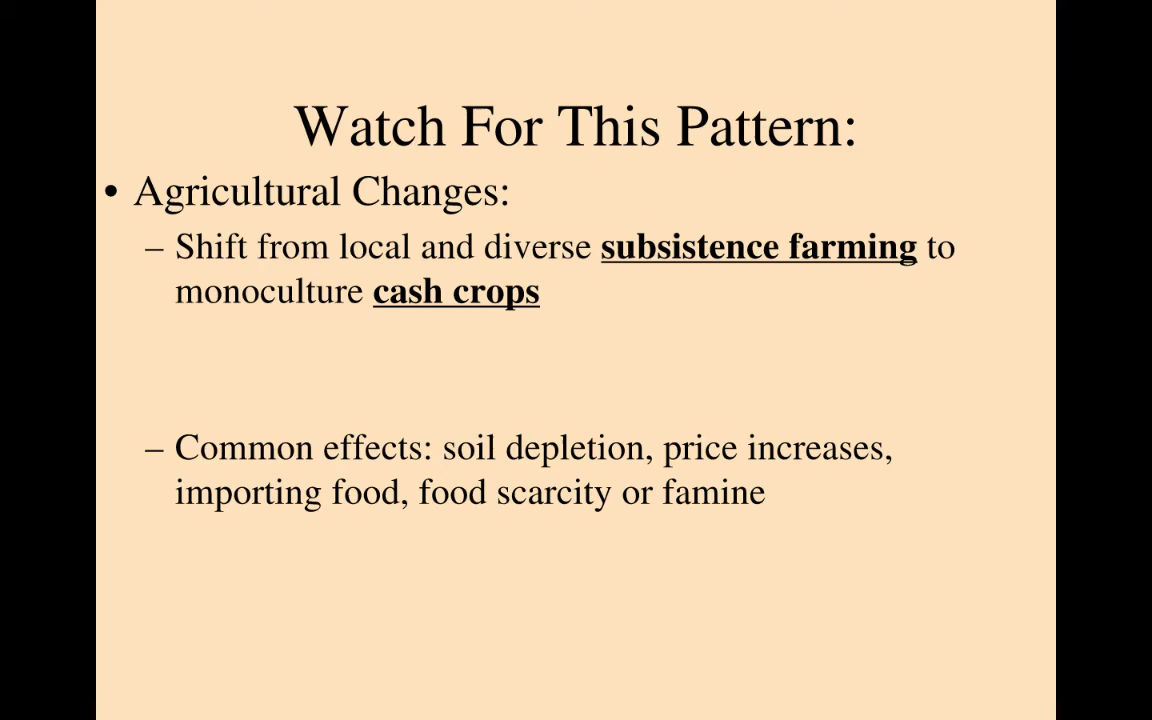 Watch For This Pattern:
• Agricultural Changes:
– Shift from local and diverse subsistence farming to
monoculture cash crops
– Common effects: soil depletion, price increases,
importing food, food scarcity or famine